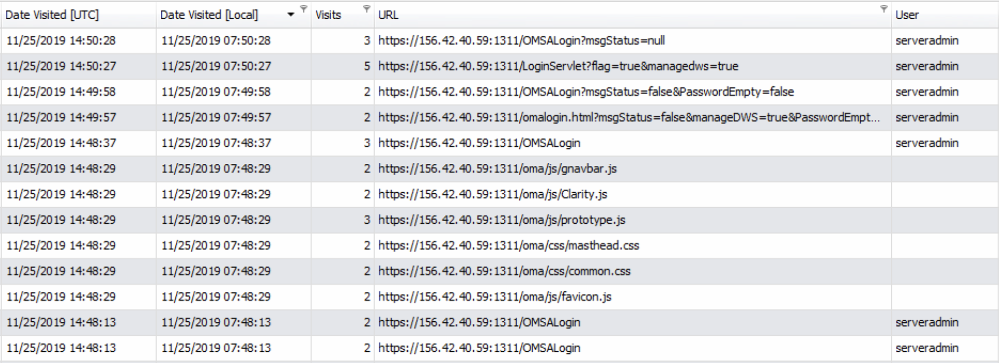 Date Visited [UTC] Date Visited [Local] Visits URL User
11/25/2019 14:50:28 11/25/2019 07:50:28 3 https://156.42.40.59:1311/OMSALogin?msgStatus=null serveradmin
11/25/2019 14:50:27 11/25/2019 07:50:27 5 https://156.42.40.59:1311/LoginServlet?flag=true&managedws=true serveradmin
11/25/2019 14:49:58 11/25/2019 07:49:58 2 https://156.42.40.59:1311/OMSALogin?msgStatus=false&PasswordEmpty=false serveradmin
11/25/2019 14:49:57 11/25/2019 07:49:57 2 https://156.42.40.59:1311/omalogin.html?msgStatus=false&manageDWS=true&PasswordEmpt... serveradmin
11/25/2019 14:48:37 11/25/2019 07:48:37 3 https://156.42.40.59:1311/OMSALogin serveradmin
11/25/2019 14:48:29 11/25/2019 07:48:29 2 https://156.42.40.59:1311/oma/js/gnavbar.js
11/25/2019 14:48:29 11/25/2019 07:48:29 2 https://156.42.40.59:1311/oma/js/Clarity.js
11/25/2019 14:48:29 11/25/2019 07:48:29 3 https://156.42.40.59:1311/oma/js/prototype.js
11/25/2019 14:48:29 11/25/2019 07:48:29 2 https://156.42.40.59:1311/oma/css/masthead.css
11/25/2019 14:48:29 11/25/2019 07:48:29 2 https://156.42.40.59:1311/oma/css/common.css
11/25/2019 14:48:29 11/25/2019 07:48:29 2 https://156.42.40.59:1311/oma/js/favicon.js
11/25/2019 14:48:13 11/25/2019 07:48:13 2 https://156.42.40.59:1311/OMSALogin serveradmin
11/25/2019 14:48:13 11/25/2019 07:48:13 2 https://156.42.40.59:1311/OMSALogin serveradmin